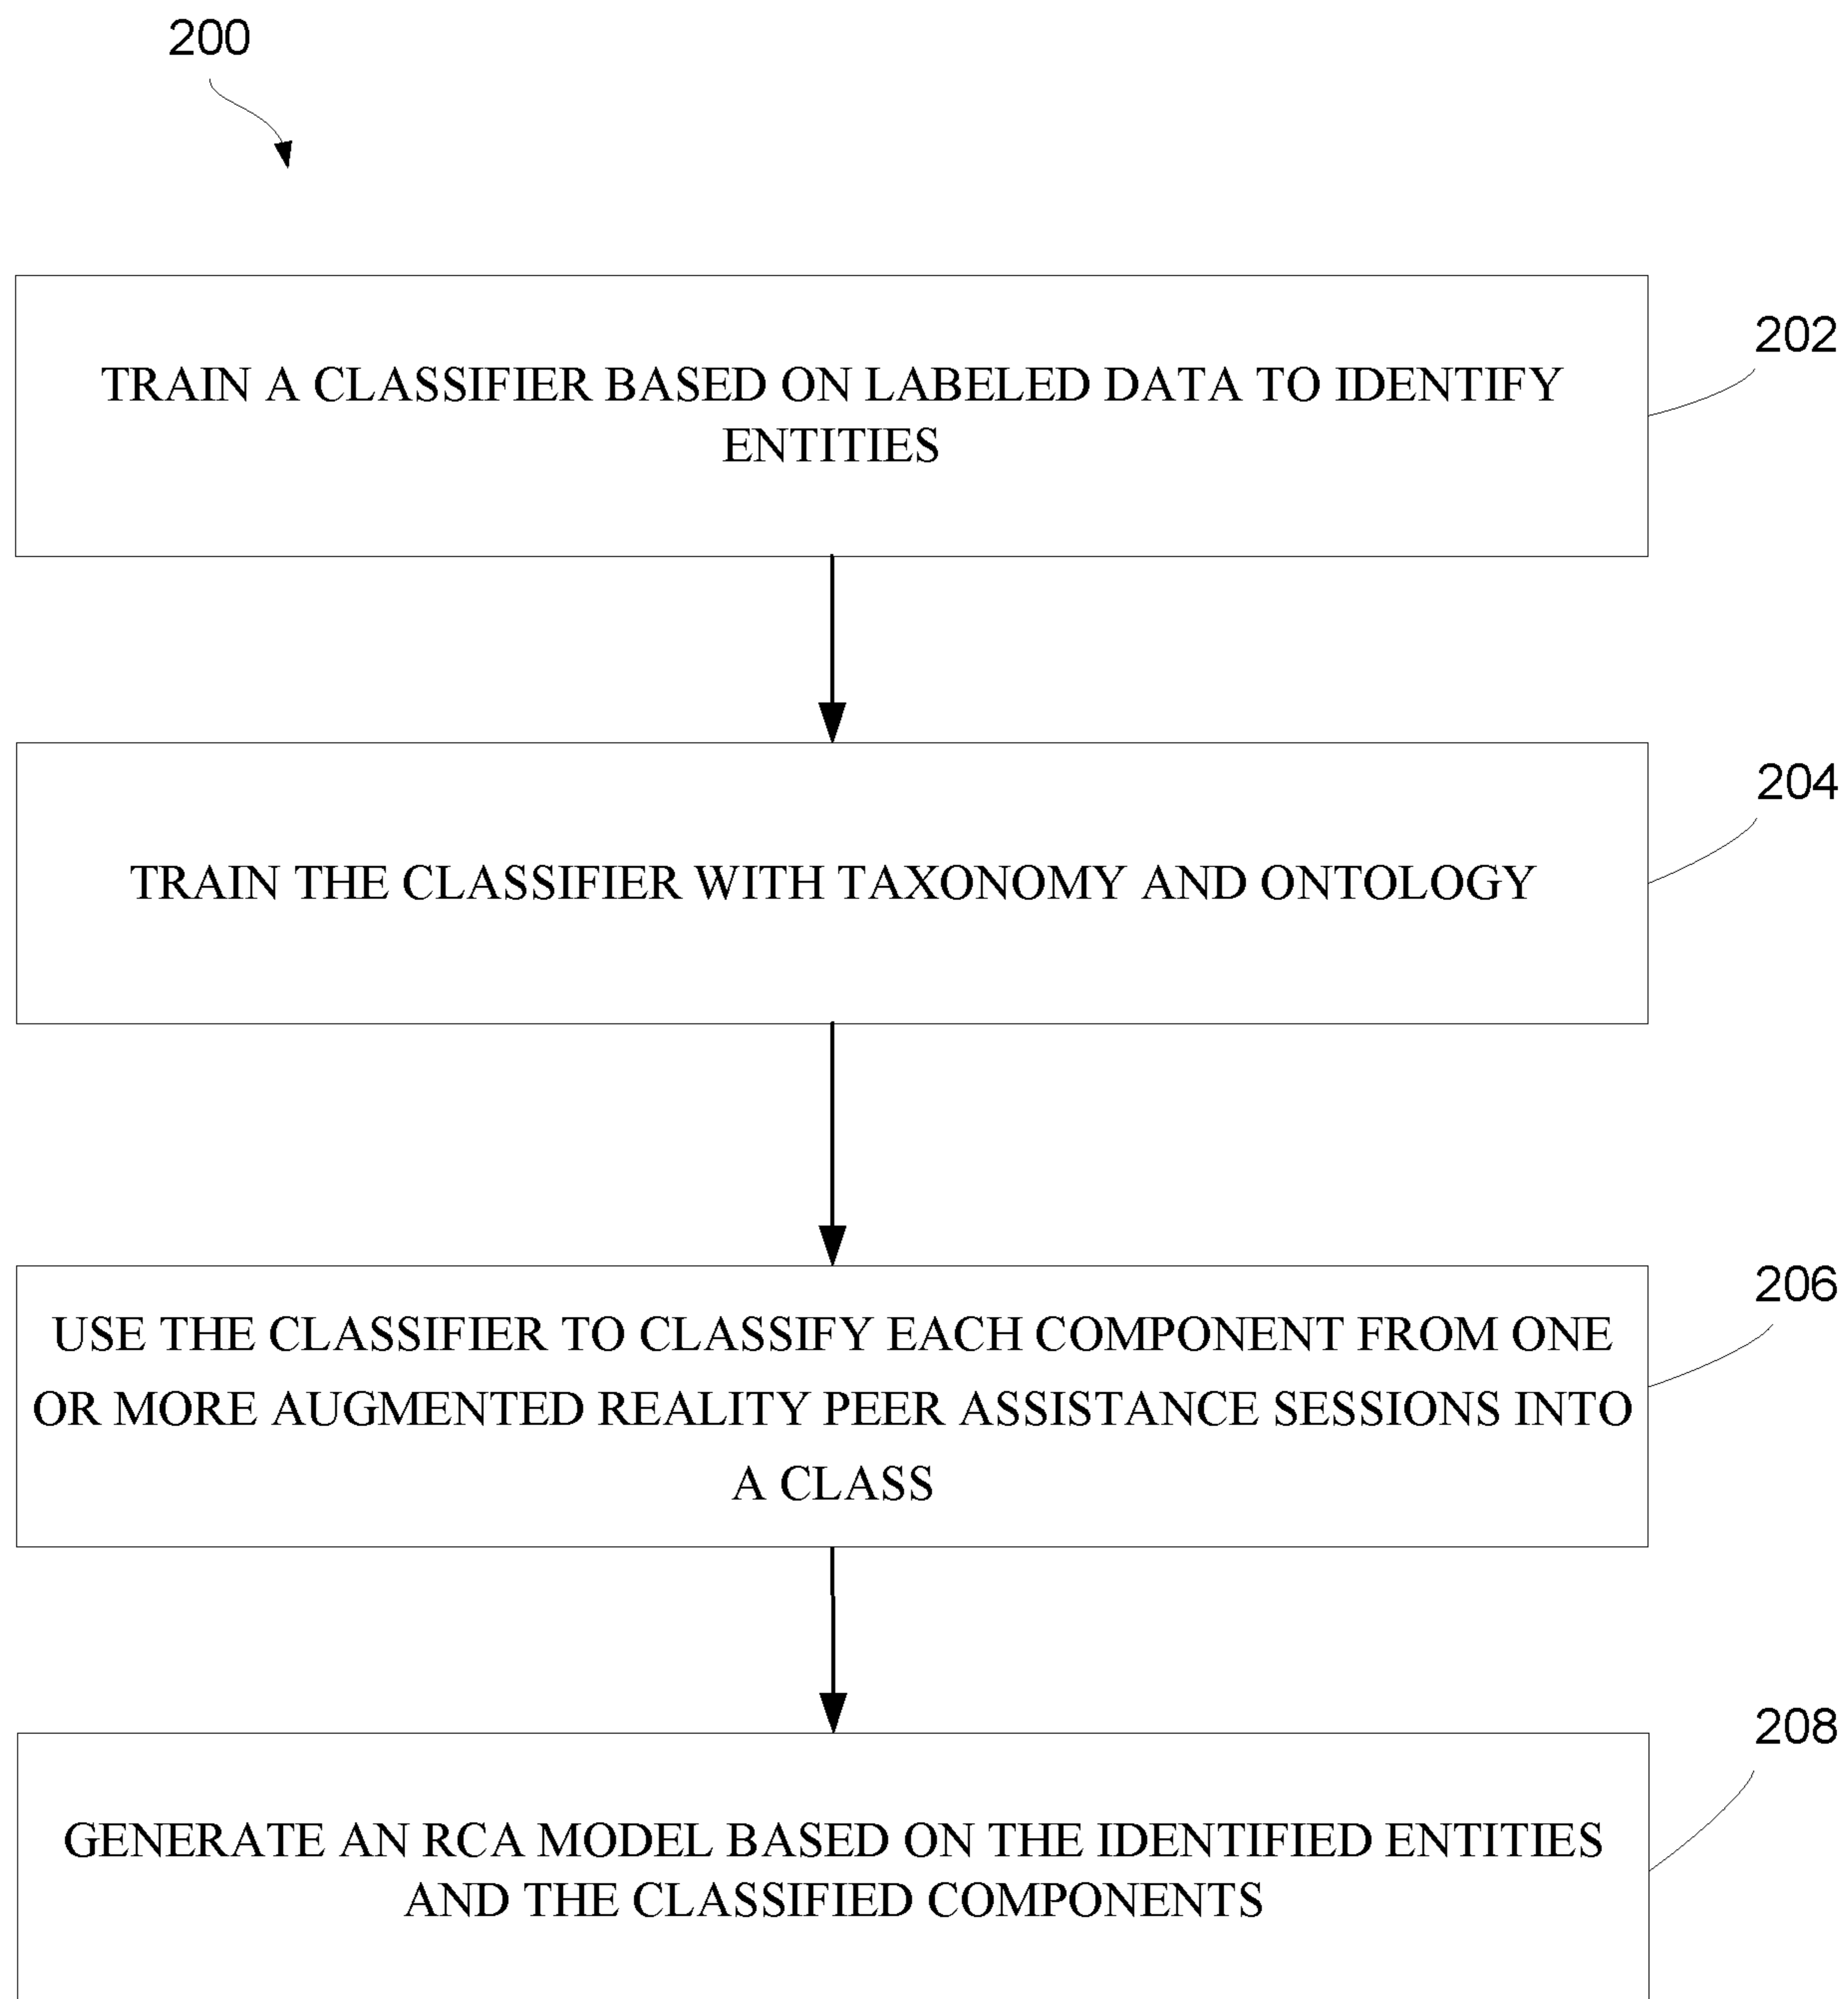 200
TRAIN A CLASSIFIER BASED ON LABELED DATA TO IDENTIFY
ENTITIES
202
TRAIN THE CLASSIFIER WITH TAXONOMY AND ONTOLOGY
204
USE THE CLASSIFIER TO CLASSIFY EACH COMPONENT FROM ONE
OR MORE AUGMENTED REALITY PEER ASSISTANCE SESSIONS INTO
A CLASS
206
GENERATE AN RCA MODEL BASED ON THE IDENTIFIED ENTITIES
AND THE CLASSIFIED COMPONENTS
208